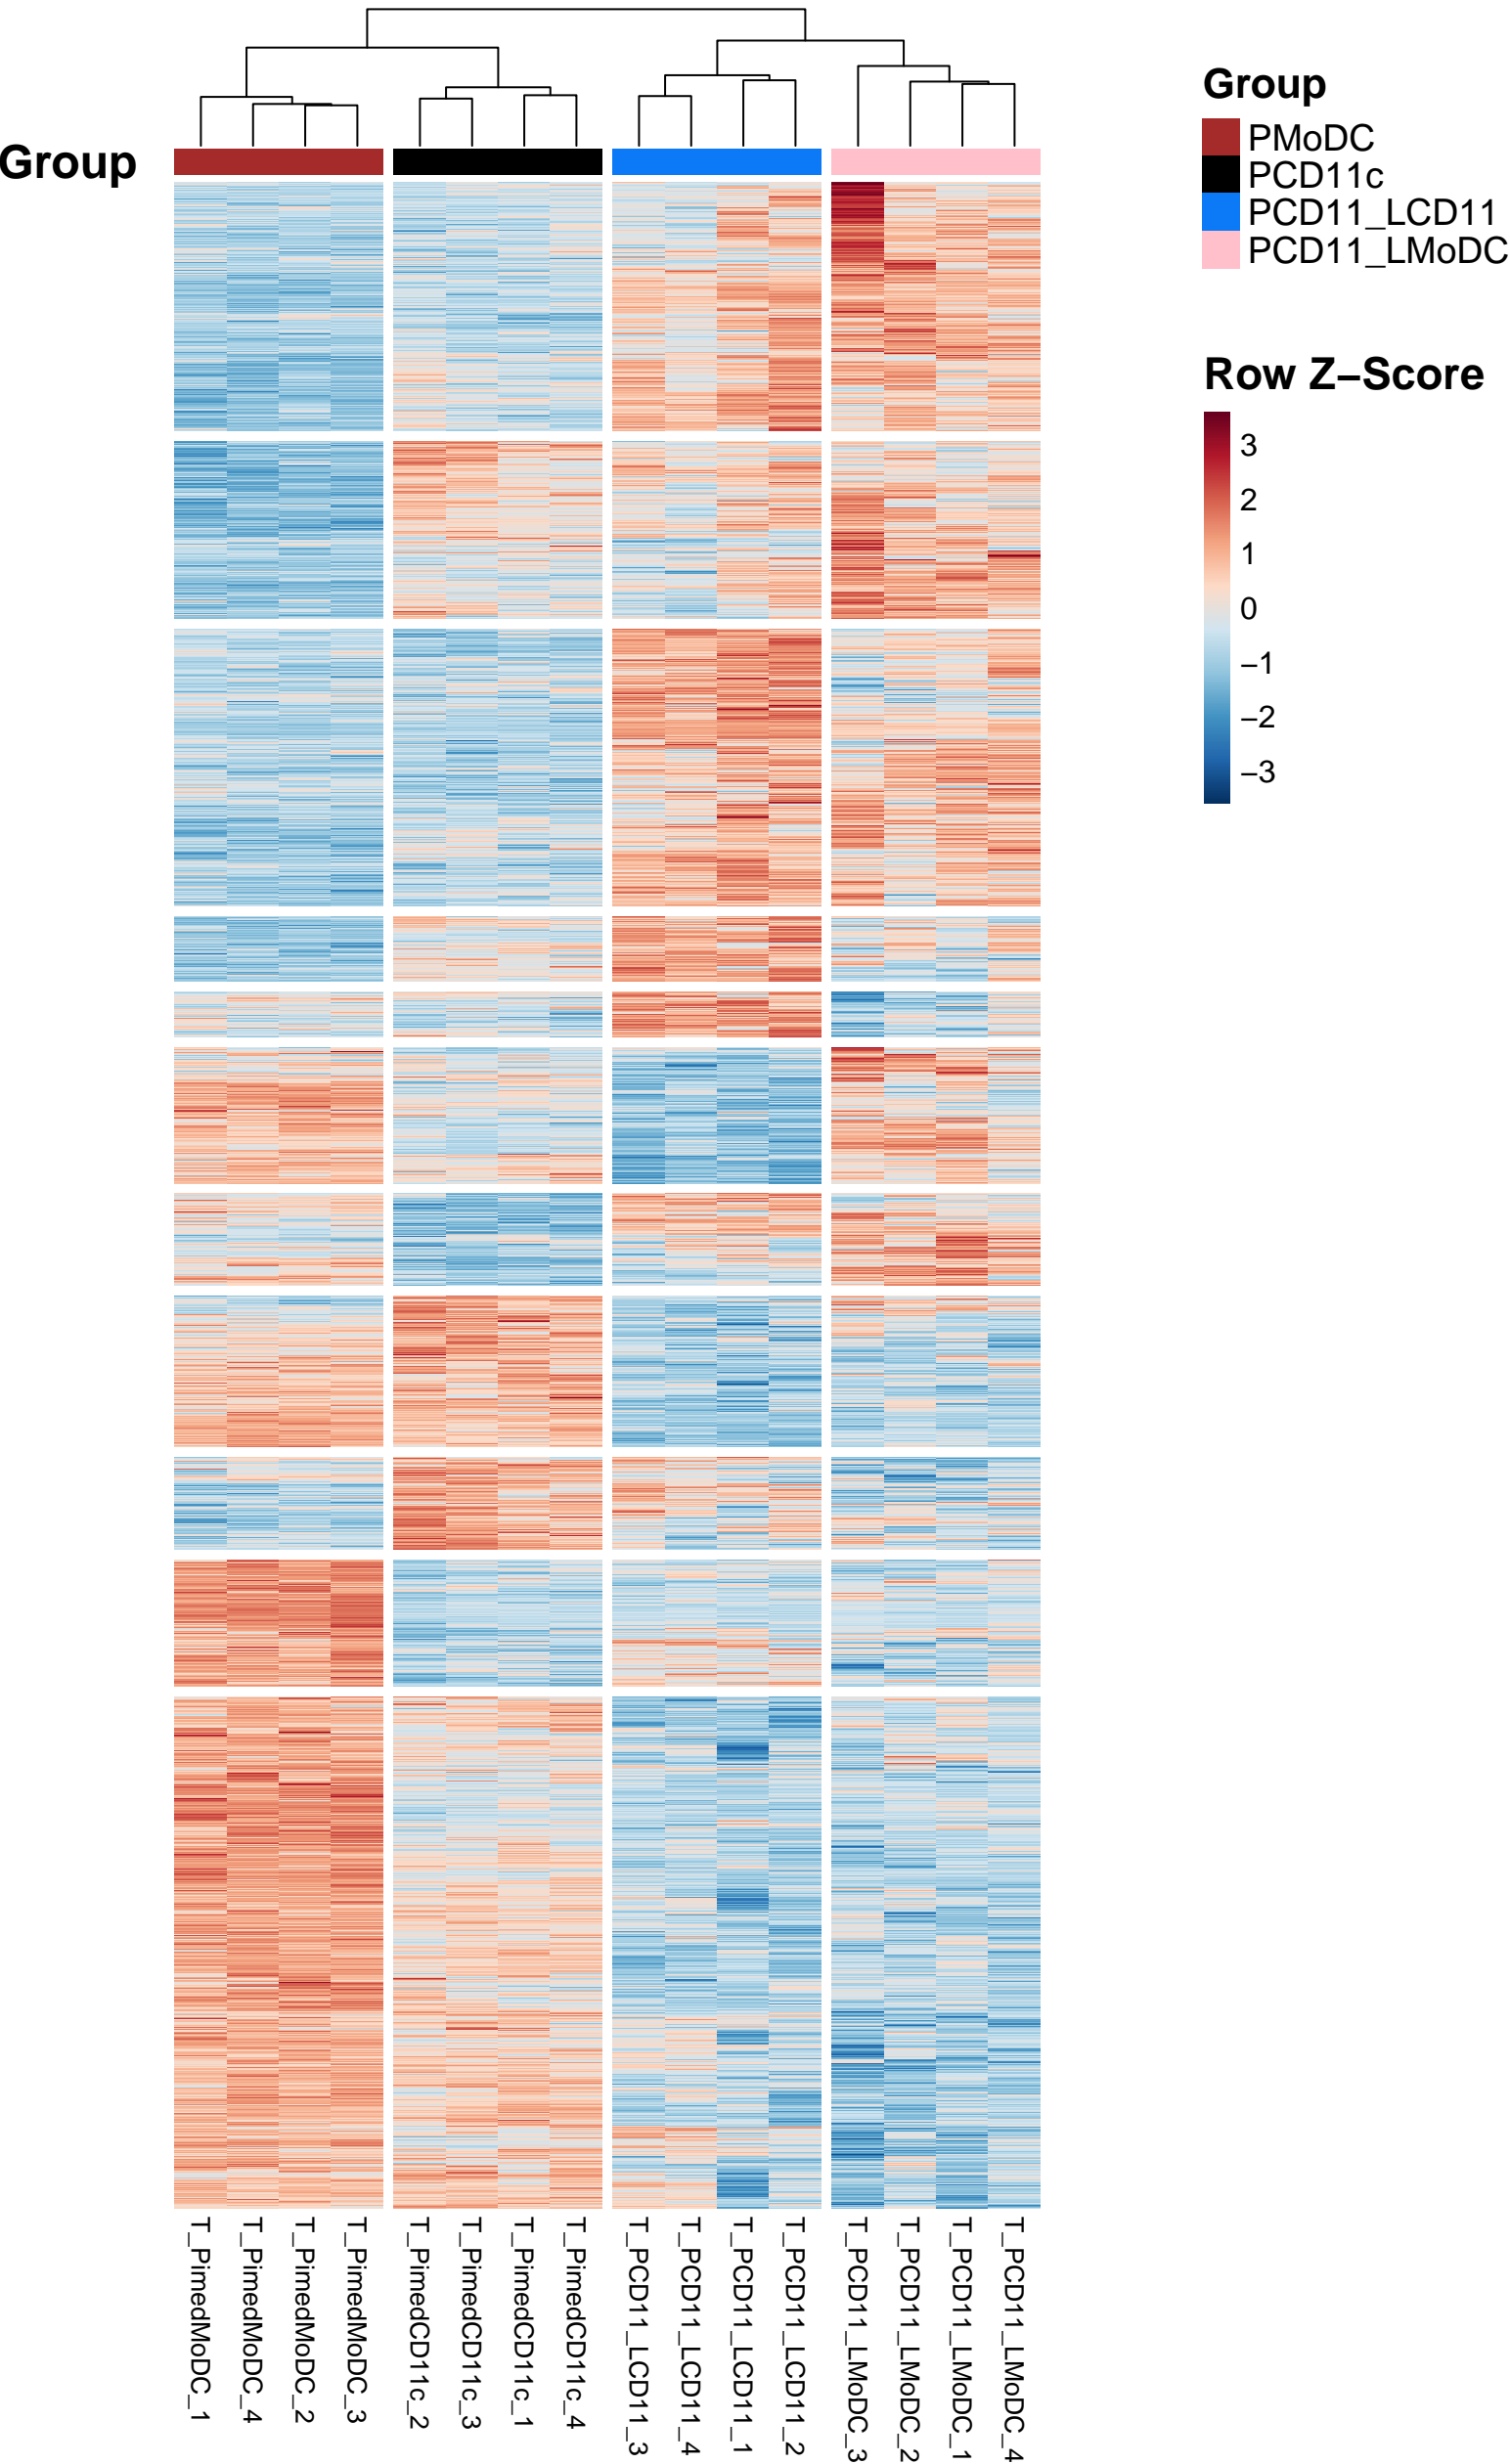 Group
Group
PMoDC
PCD11c
PCD11_LCD11
PCD11_LMoDC
Row Z−Score
3
2
1
0
−1
−2
−3
T_PimedMoDC_1
T_PimedMoDC_4
T_PimedMoDC_2
T_PimedMoDC_3
T_PimedCD11c_2
T_PimedCD11c_3
T_PimedCD11c_1
T_PimedCD11c_4
T_PCD11_LCD11_3
T_PCD11_LCD11_4
T_PCD11_LCD11_1
T_PCD11_LCD11_2
T_PCD11_LMoDC_3
T_PCD11_LMoDC_2
T_PCD11_LMoDC_1
T_PCD11_LMoDC_4